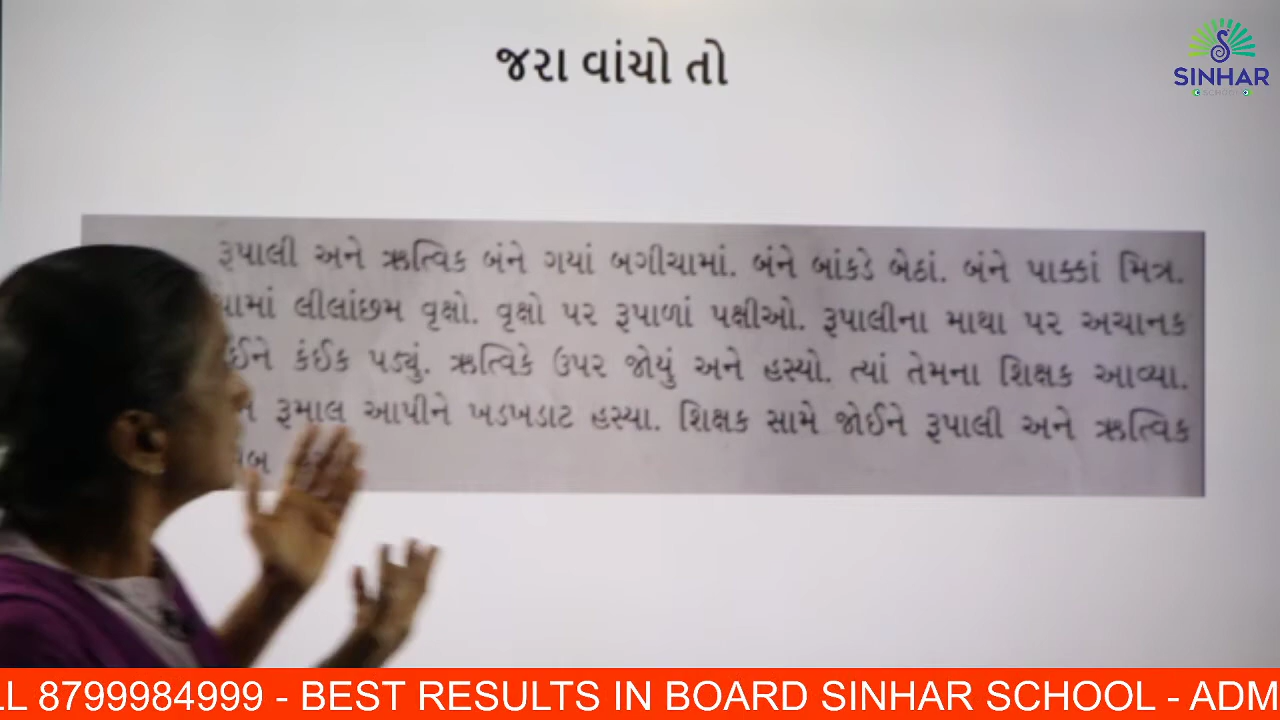 જરા વાંચો તો
SINHAR
SCHOOL
રૂપાલી અને ઋત્વિક બંને ગયાં બગીચામાં. બંને બાંકડે બેઠાં. બંને પાક્કાં મિત્ર.
લીલાંછમ વૃક્ષો. વૃક્ષો પર રૂપાળાં પક્ષીઓ. રૂપાલીના માથા પર અચાનક
કંઈક પડ્યું. ઋત્વિકે ઉપર જોયું અને હસ્યો. ત્યાં તેમના શિક્ષક આવ્યા.
રૂમાલ આપીને ખડખડાટ હસ્યા. શિક્ષક સામે જોઈને રૂપાલી અને ઋત્વિક
8799984999 - BEST RESULTS IN BOARD SINHAR SCHOOL - ADM